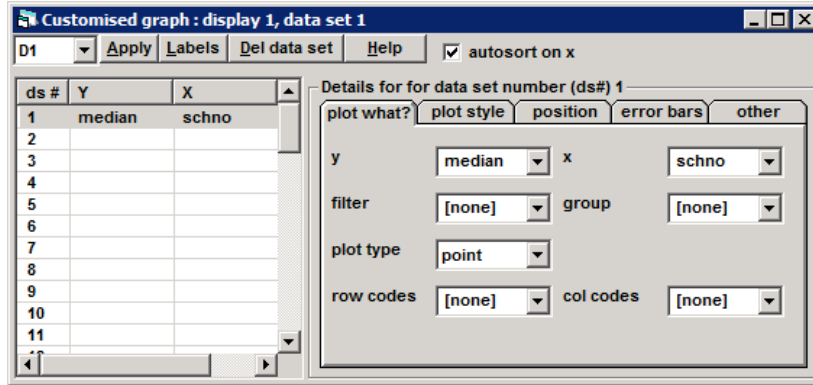 Customised graph : display 1, data set 1
D1 Apply Labels Del data set Help autosort on x
ds # Y X
1 median schno
2
3
4
5
6
7
8
9
10
11
Details for for data set number (ds#) 1
plot what? plot style position error bars other
y median x schno
filter [none] group [none]
plot type point
row codes [none] col codes [none]